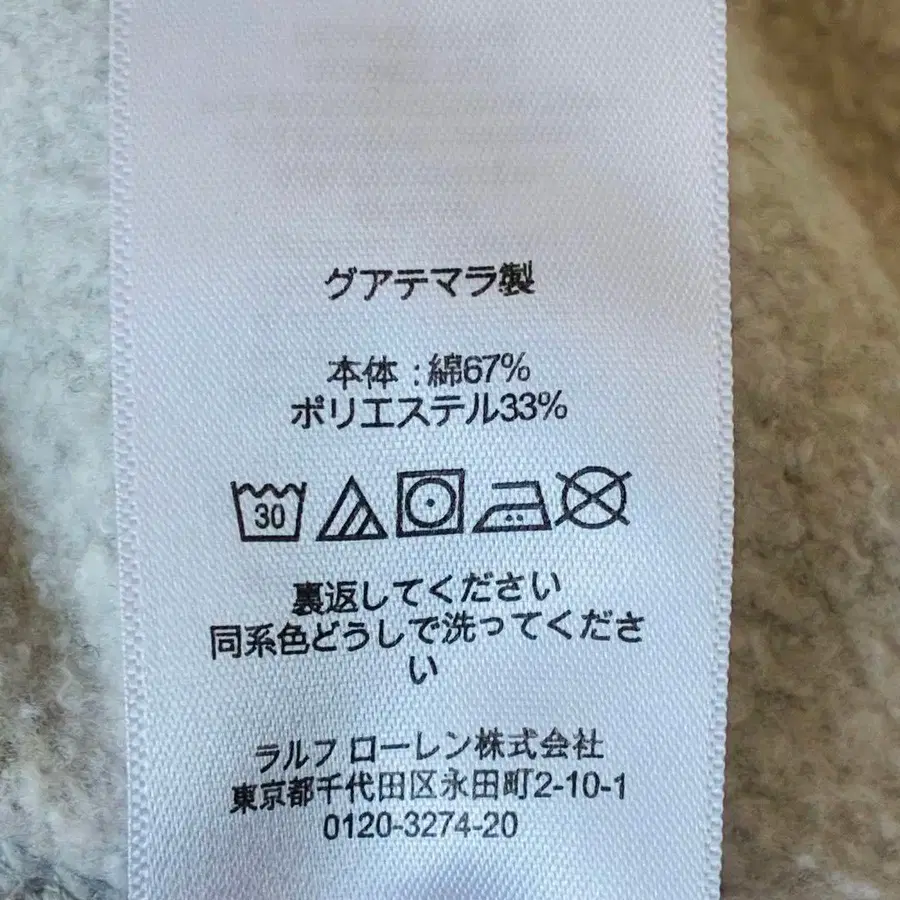 グアテマラ製
本体 : 綿67%
ポリエステル33%
30
裏返してください
同系色どうしで洗ってくださ
い
ラルフ ローレン株式会社
東京都千代田区永田町2-10-1
0120-3274-20